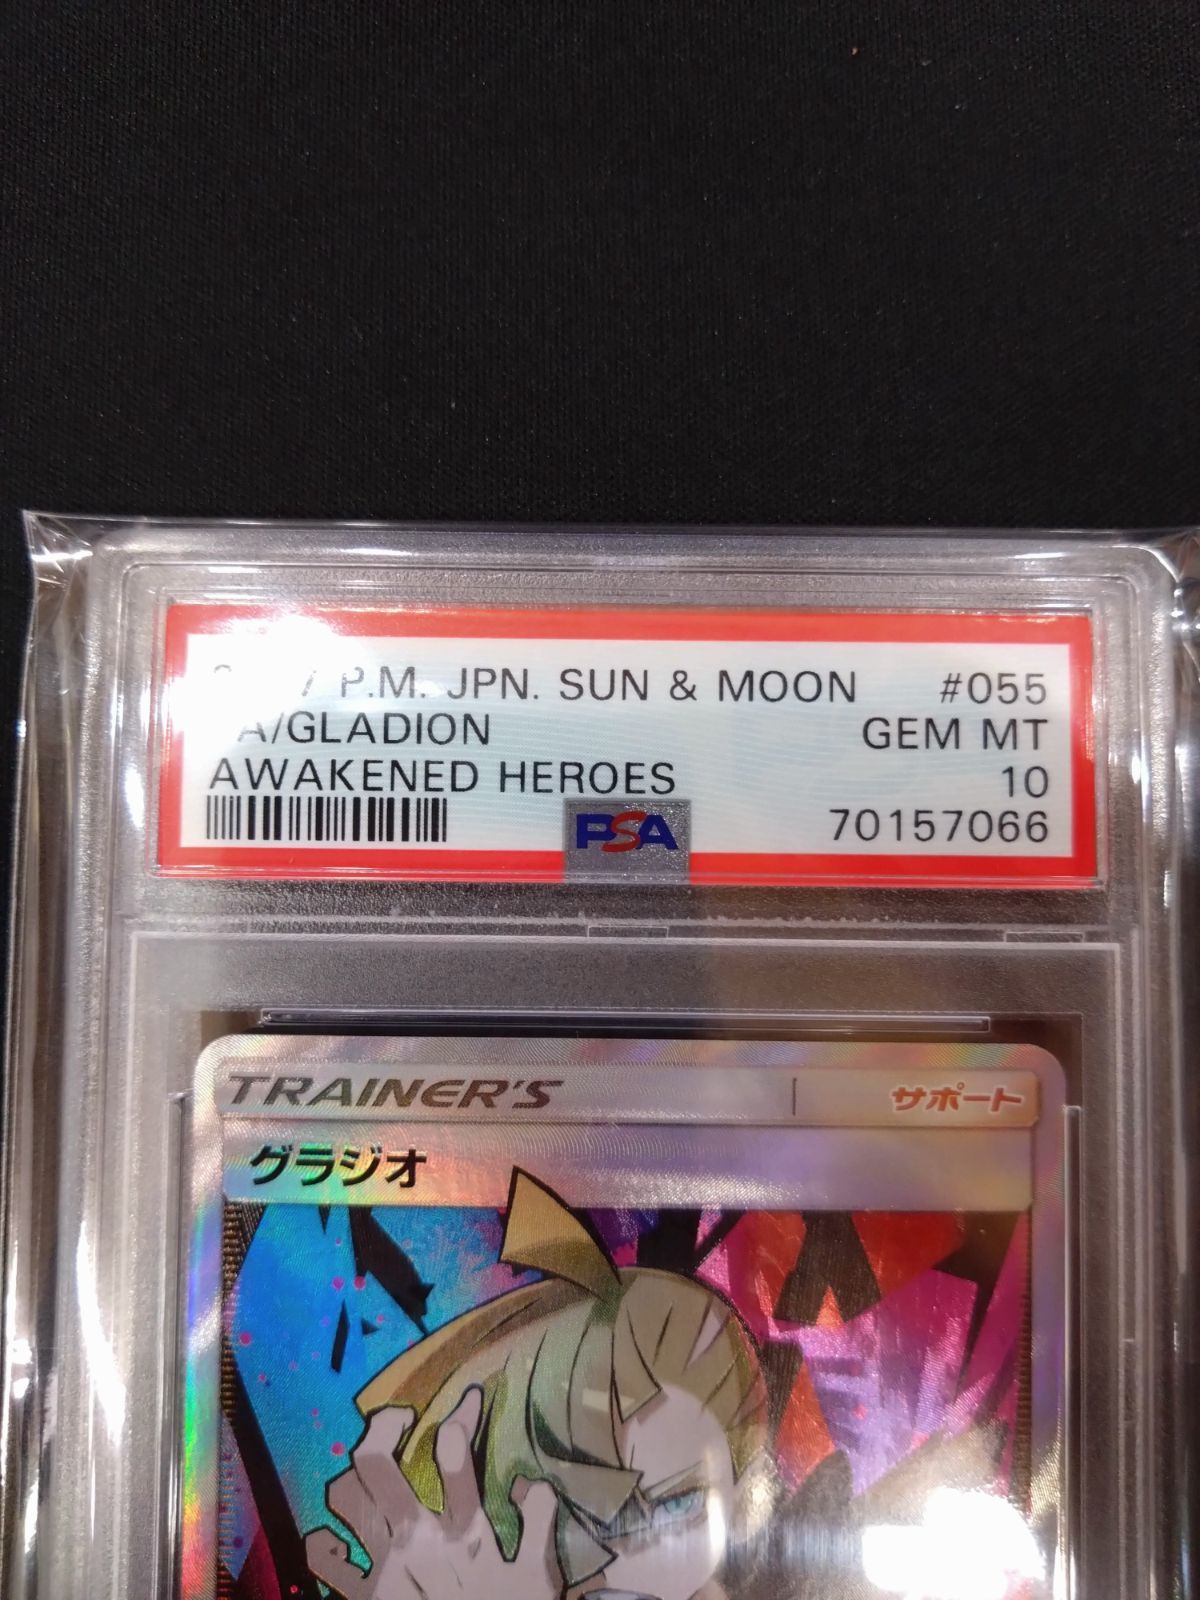 P.M. JPN. SUN & MOON #055
A/GLADION GEM MT
AWAKENED HEROES 10
PSA 70157066
TRAINER'S サポート
グラジオ